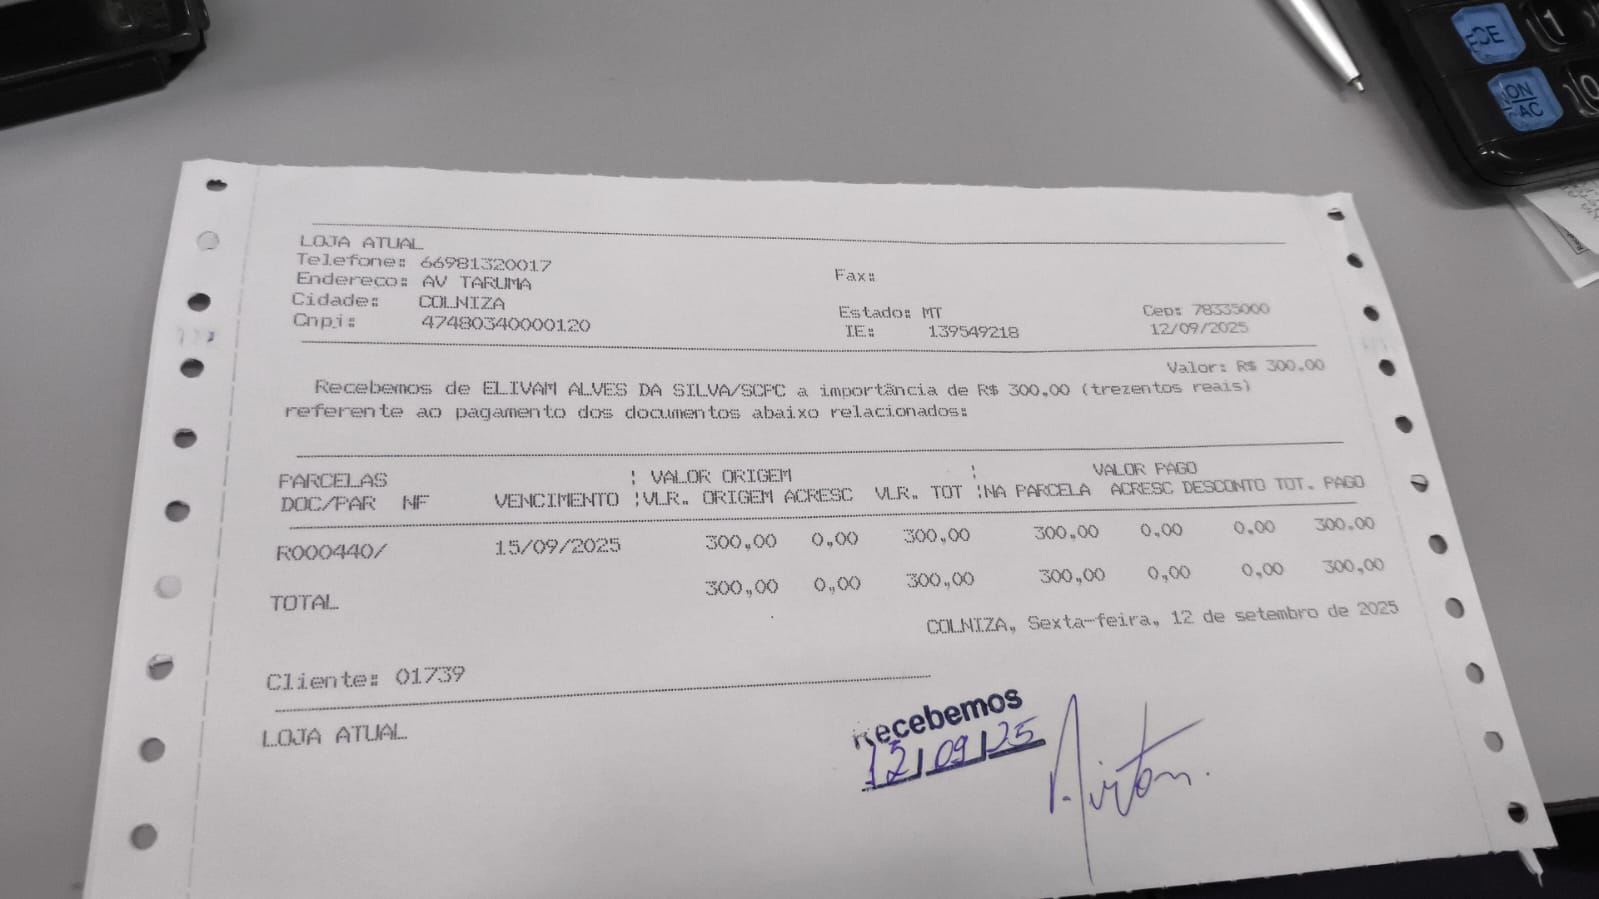 CE
1
ON
AC
0
LOJA ATUAL
Telefone: 66981320017 Fax:
Endereco: AV TARUMA
Cidade: COLNIZA Estado: MT Cep: 78335000
Cnpj: 47480340000120 IE: 139549218 12/09/2025
Valor: R$ 300,00
Recebemos de ELIVAM ALVES DA SILVA/SCPC a importância de R$ 300,00 (trezentos reais)
referente ao pagamento dos documentos abaixo relacionados:
PARCELAS ¦ VALOR ORIGEM ¦ VALOR PAGO
DOC/PAR NF VENCIMENTO ¦VLR. ORIGEM ACRESC VLR. TOT ¦NA PARCELA ACRESC DESCONTO TOT. PAGO
R000440/ 15/09/2025 300,00 0,00 300,00 300,00 0,00 0,00 300,00
TOTAL 300,00 0,00 300,00 300,00 0,00 0,00 300,00
COLNIZA, Sexta-feira, 12 de setembro de 2025
Cliente: 01739
LOJA ATUAL
Recebemos
12/09/25
Airton.